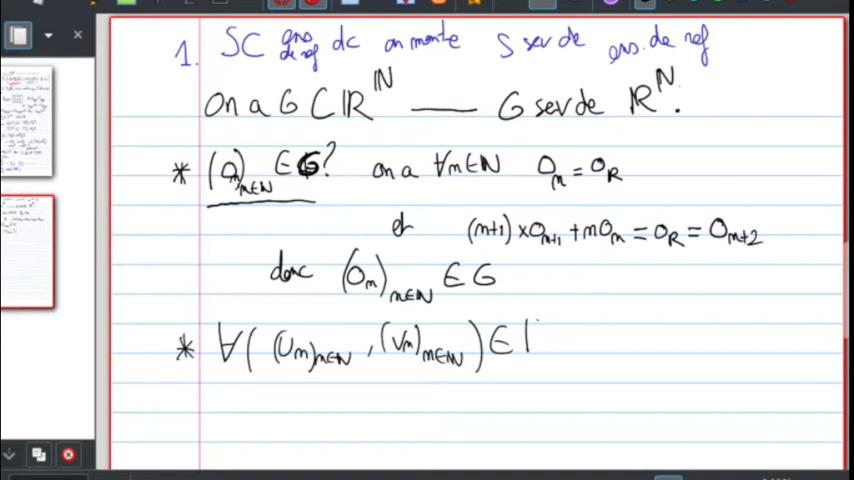 1. SC ens de ref dc on montre S sev de ens. de ref
on a G ⊂ ℝ^ℕ —— G sev de ℝ^ℕ.
* (0_n)_{n∈ℕ} ∈ G? on a ∀n∈ℕ 0_n = 0_ℝ
et (n+1)×0_{n+1} + n0_n = 0_ℝ = 0_{n+2}
donc (0_n)_{n∈ℕ} ∈ G
* ∀((U_n)_{n∈ℕ}, (V_n)_{n∈ℕ}) ∈